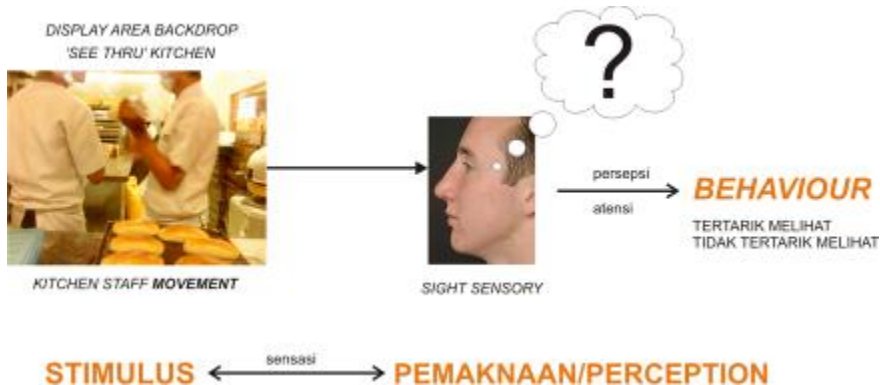 DISPLAY AREA BACKDROP
'SEE THRU' KITCHEN
?
persepsi
atensi
BEHAVIOUR
TERTARIK MELIHAT
TIDAK TERTARIK MELIHAT
KITCHEN STAFF MOVEMENT
SIGHT SENSORY
STIMULUS
sensasi
PEMAKNAAN/PERCEPTION